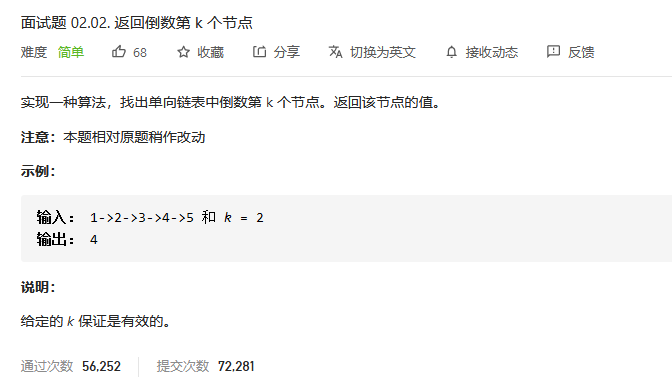 面试题 02.02. 返回倒数第 k 个节点
难度 简单 68 收藏 分享 切换为英文 接收动态 反馈
实现一种算法，找出单向链表中倒数第 k 个节点。返回该节点的值。
注意：本题相对原题稍作改动
示例：
输入： 1->2->3->4->5 和 k = 2
输出： 4
说明：
给定的 k 保证是有效的。
通过次数 56,252 提交次数 72,281